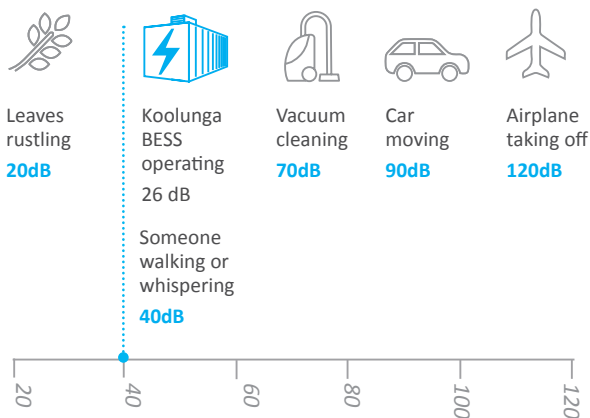 Leaves
rustling
20dB
Koolunga
BESS
operating
26 dB
Someone
walking or
whispering
40dB
Vacuum
cleaning
70dB
Car
moving
90dB
Airplane
taking off
120dB
20
40
60
80
100
120